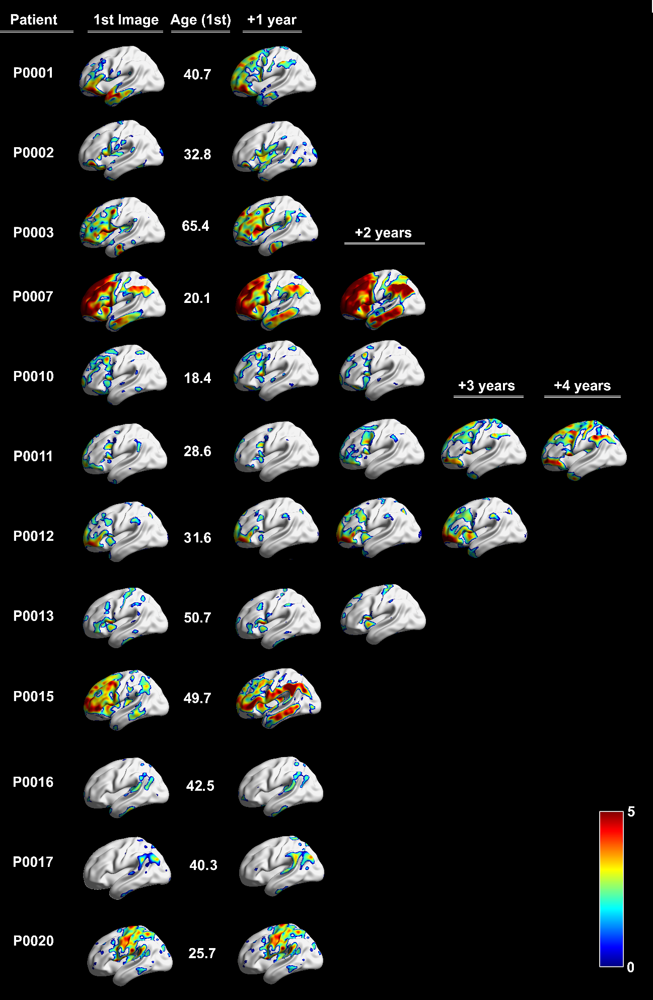 Patient 1st Image Age (1st) +1 year
P0001 40.7
P0002 32.8
P0003 65.4
+2 years
P0007 20.1
P0010 18.4
+3 years +4 years
P0011 28.6
P0012 31.6
P0013 50.7
P0015 49.7
P0016 42.5
5
P0017 40.3
P0020 25.7
0